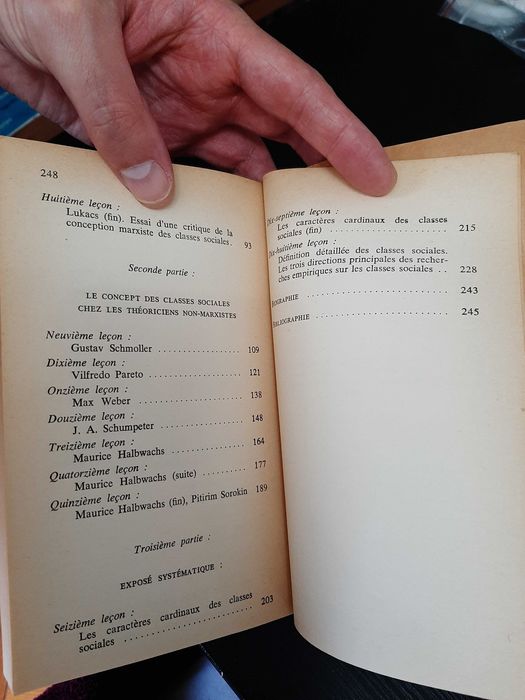 248
Huitième leçon :
Lukacs (fin). Essai d'une critique de la
conception marxiste des classes sociales. 93
Seconde partie :
LE CONCEPT DES CLASSES SOCIALES
CHEZ LES THÉORICIENS NON-MARXISTES
Neuvième leçon :
Gustav Schmoller .................. 109
Dixième leçon :
Vilfredo Pareto .................... 121
Onzième leçon :
Max Weber ...................... 138
Douzième leçon :
J. A. Schumpeter .................. 148
Treizième leçon :
Maurice Halbwachs ................ 164
Quatorzième leçon :
Maurice Halbwachs (suite) .......... 177
Quinzième leçon :
Maurice Halbwachs (fin), Pitirim Sorokin 189
Troisième partie :
EXPOSÉ SYSTÉMATIQUE :
Seizième leçon :
Les caractères cardinaux des classes
sociales .......................... 203
Dix-septième leçon :
Les caractères cardinaux des classes
sociales (fin) ...................... 215
Dix-huitième leçon :
Définition détaillée des classes sociales.
Les trois directions principales des recher-
ches empiriques sur les classes sociales .. 228
............................ 243
BIBLIOGRAPHIE ............................ 245